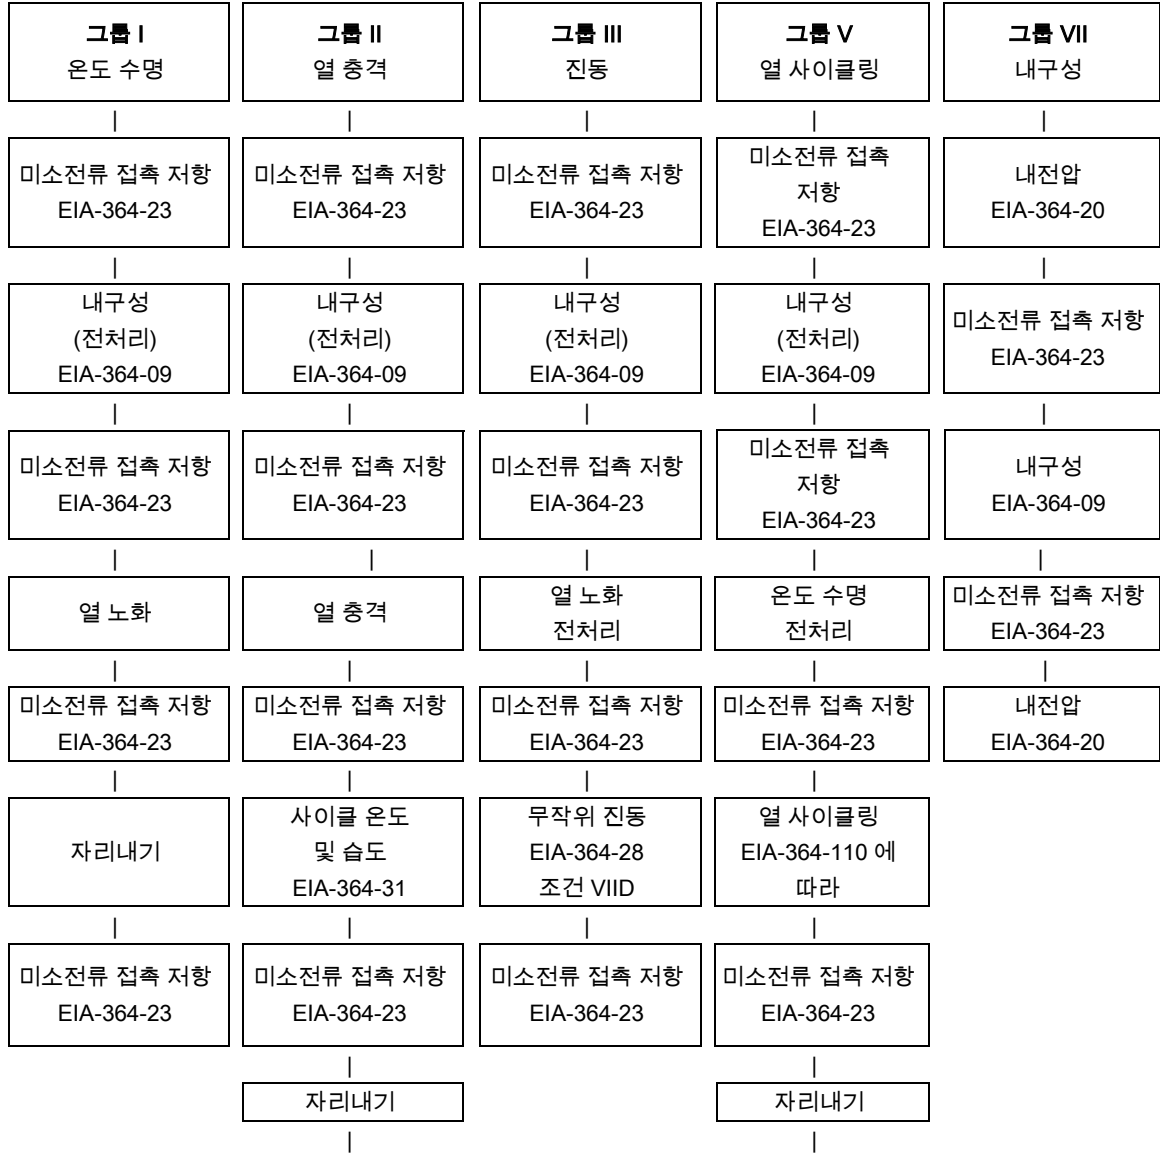 그룹 I
온도 수명
그룹 II
열 충격
그룹 III
진동
그룹 V
열 사이클링
그룹 VII
내구성
미소전류 접촉 저항
EIA-364-23
미소전류 접촉 저항
EIA-364-23
미소전류 접촉 저항
EIA-364-23
미소전류 접촉
저항
EIA-364-23
내전압
EIA-364-20
내구성
(전처리)
EIA-364-09
내구성
(전처리)
EIA-364-09
내구성
(전처리)
EIA-364-09
내구성
(전처리)
EIA-364-09
미소전류 접촉 저항
EIA-364-23
미소전류 접촉 저항
EIA-364-23
미소전류 접촉 저항
EIA-364-23
미소전류 접촉 저항
EIA-364-23
미소전류 접촉
저항
EIA-364-23
내구성
EIA-364-09
열 노화
열 충격
열 노화
전처리
온도 수명
전처리
미소전류 접촉 저항
EIA-364-23
미소전류 접촉 저항
EIA-364-23
미소전류 접촉 저항
EIA-364-23
미소전류 접촉 저항
EIA-364-23
미소전류 접촉 저항
EIA-364-23
내전압
EIA-364-20
자리내기
사이클 온도
및 습도
EIA-364-31
무작위 진동
EIA-364-28
조건 VIID
열 사이클링
EIA-364-110 에
따라
미소전류 접촉 저항
EIA-364-23
미소전류 접촉 저항
EIA-364-23
미소전류 접촉 저항
EIA-364-23
미소전류 접촉 저항
EIA-364-23
자리내기
자리내기